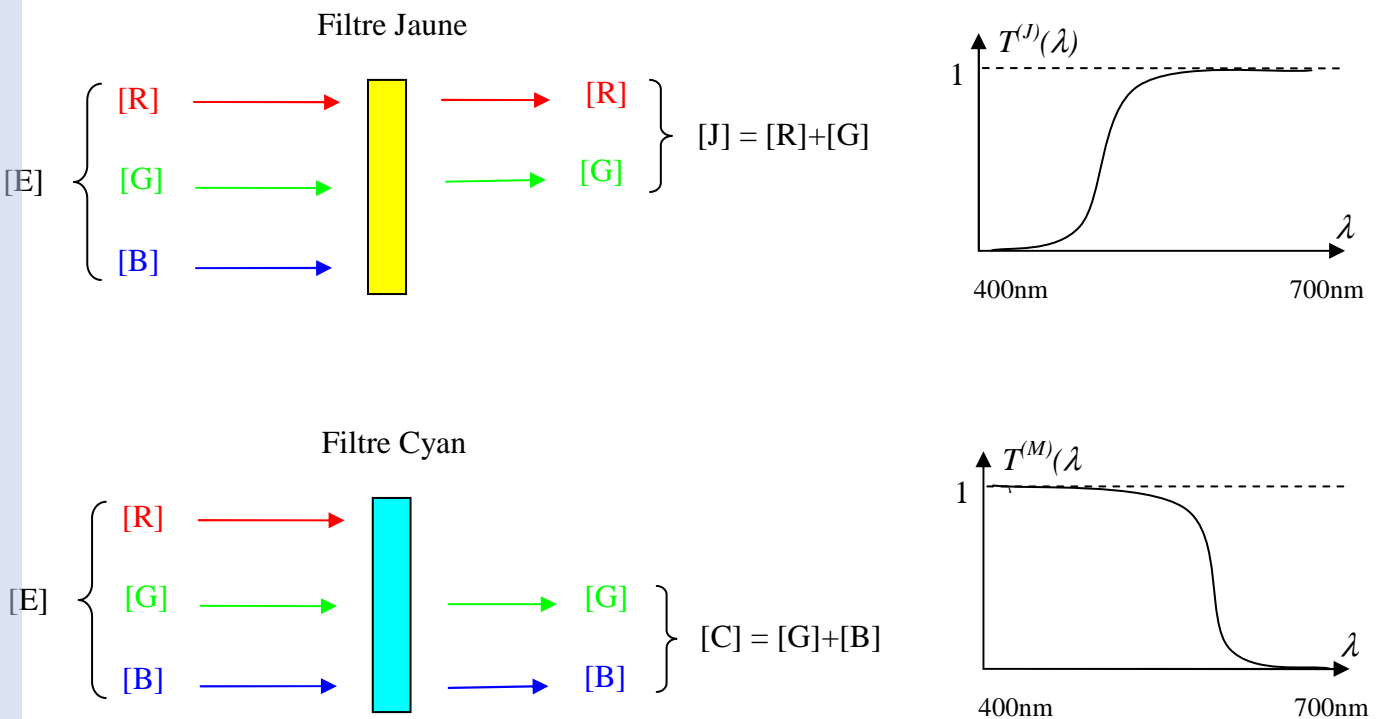 Filtre Jaune
[E]
[R]
[G]
[B]
[R]
[G]
[J] = [R]+[G]
T(J)(λ)
1
λ
400nm 700nm
Filtre Cyan
[E]
[R]
[G]
[B]
[G]
[B]
[C] = [G]+[B]
T(M)(λ
1
λ
400nm 700nm